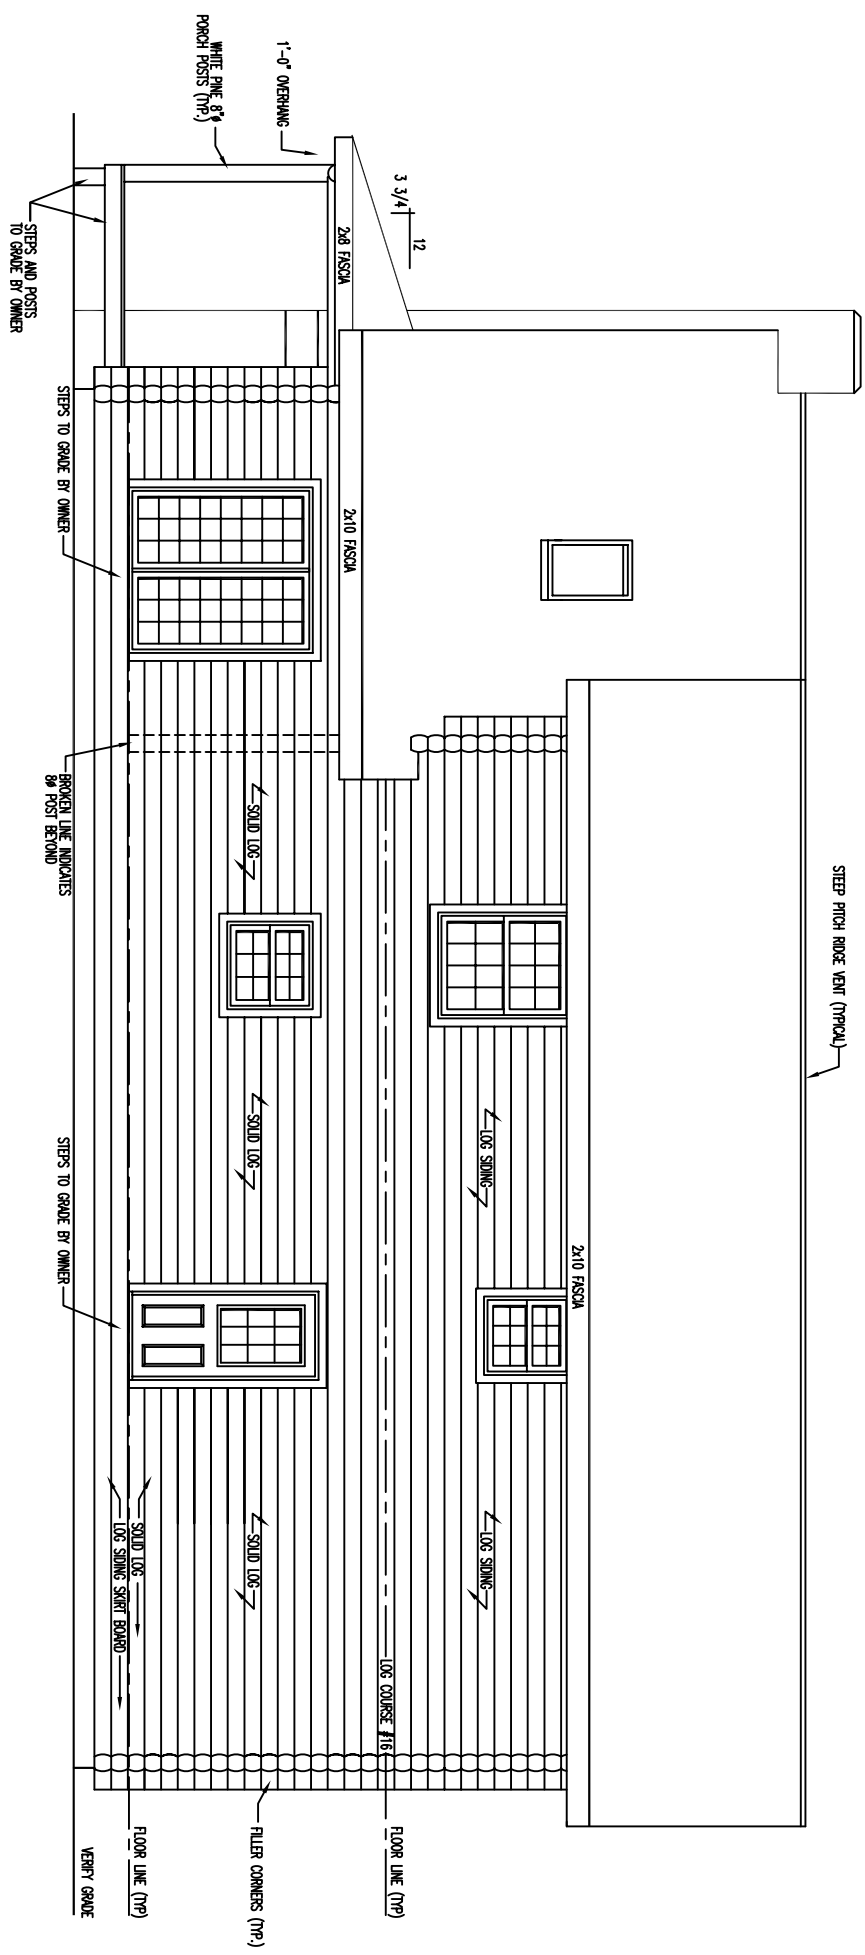 STEEP PITCH RIDGE VENT (TYPICAL)
12
3 3/4
1'-0" OVERHANG
WHITE PINE 8"ø
PORCH POSTS (TYP.)
2x8 FASCIA
2x10 FASCIA
2x10 FASCIA
LOG SIDING
LOG SIDING
LOG COURSE #16
FLOOR LINE (TYP)
SOLID LOG
SOLID LOG
SOLID LOG
FILLER CORNERS (TYP.)
SOLID LOG
LOG SIDING SKIRT BOARD
FLOOR LINE (TYP)
VERIFY GRADE
STEPS AND POSTS
TO GRADE BY OWNER
STEPS TO GRADE BY OWNER
BROKEN LINE INDICATES
8ø POST BEYOND
STEPS TO GRADE BY OWNER